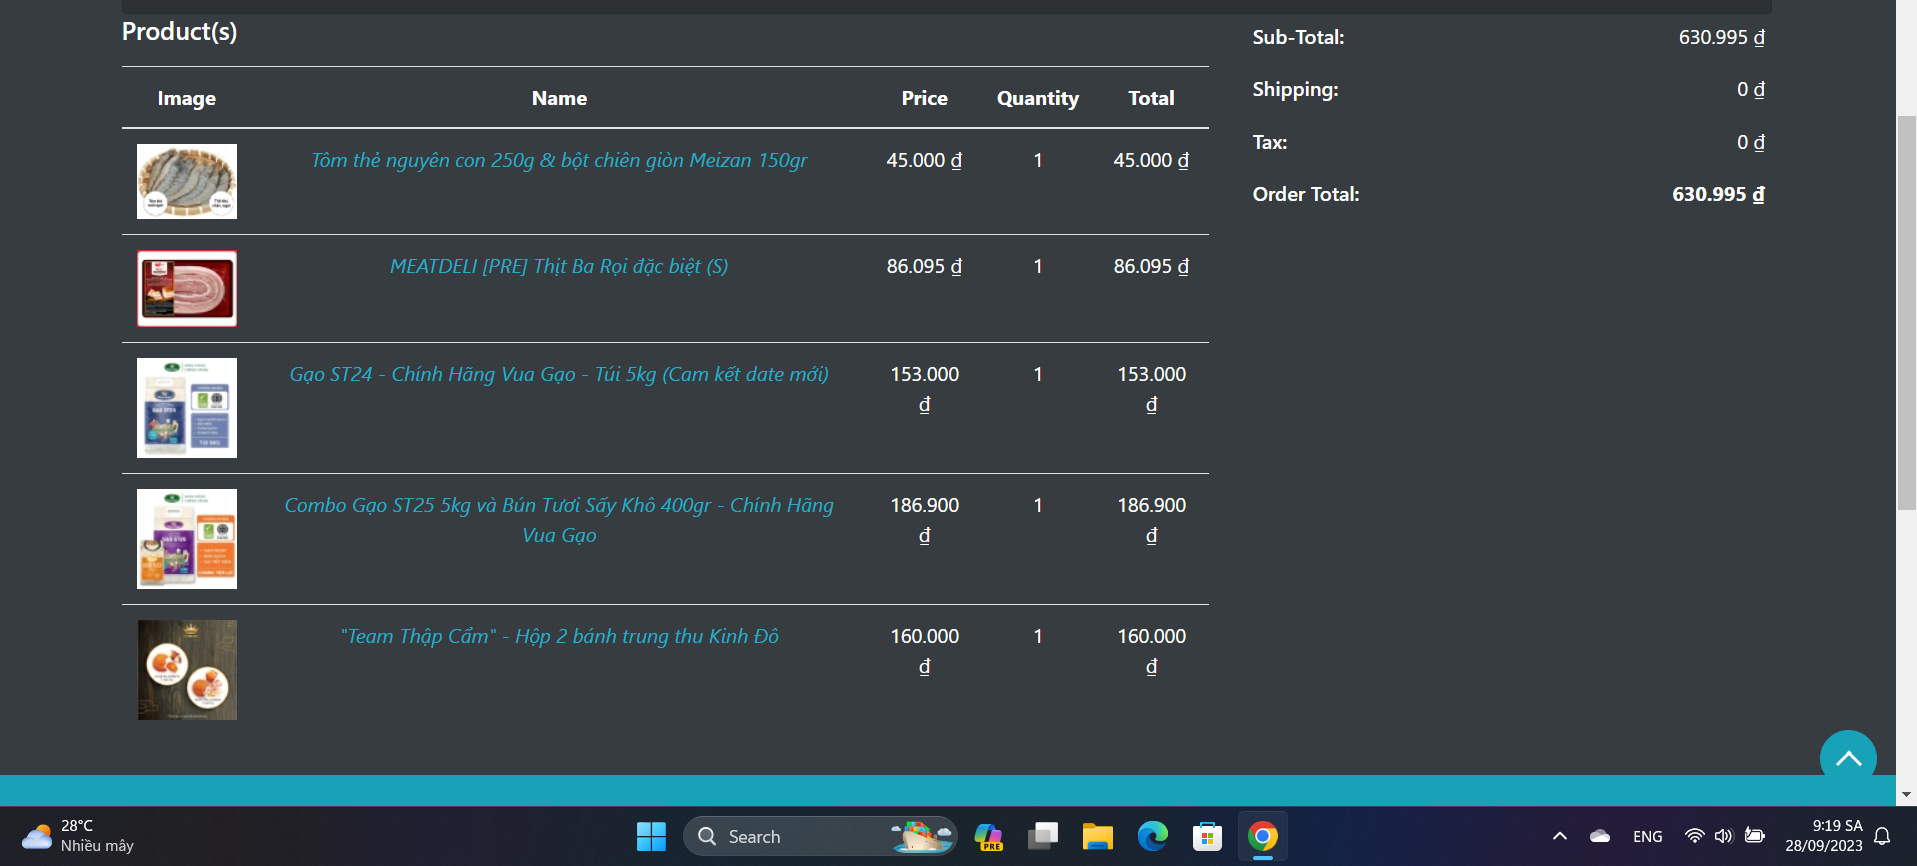 Product(s)
Image Name Price Quantity Total
Tôm thẻ nguyên con 250g & bột chiên giòn Meizan 150gr 45.000 ₫ 1 45.000 ₫
MEATDELI [PRE] Thịt Ba Rọi đặc biệt (S) 86.095 ₫ 1 86.095 ₫
Gạo ST24 - Chính Hãng Vua Gạo - Túi 5kg (Cam kết date mới) 153.000 1 153.000
₫ ₫
Combo Gạo ST25 5kg và Bún Tươi Sấy Khô 400gr - Chính Hãng 186.900 1 186.900
Vua Gạo ₫ ₫
"Team Thập Cẩm" - Hộp 2 bánh trung thu Kinh Đô 160.000 1 160.000
₫ ₫
Sub-Total: 630.995 ₫
Shipping: 0 ₫
Tax: 0 ₫
Order Total: 630.995 ₫
28°C
Nhiều mây
Search
PRE
ENG
9:19 SA
28/09/2023